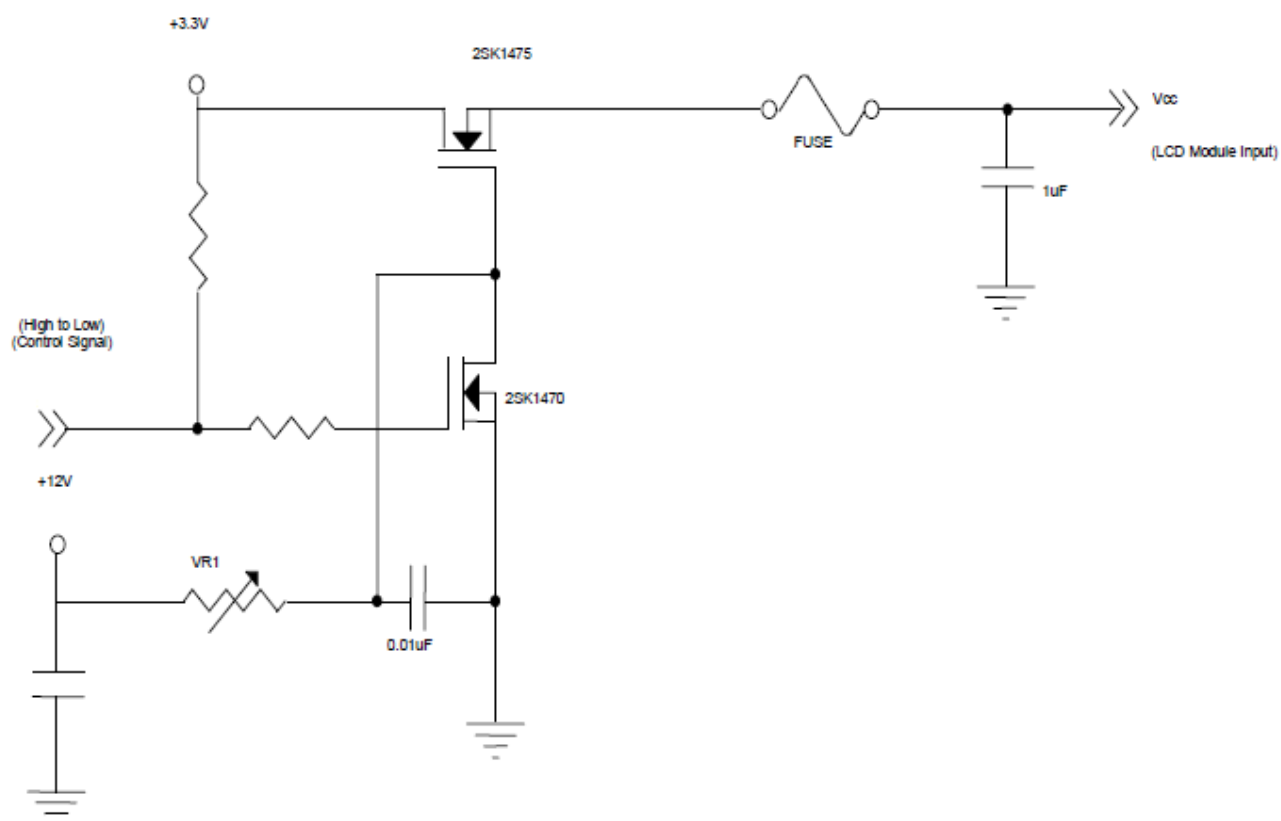 +3.3V
2SK1475
Vcc
FUSE
(LCD Module Input)
1uF
(High to Low)
(Control Signal)
2SK1470
+12V
VR1
0.01uF